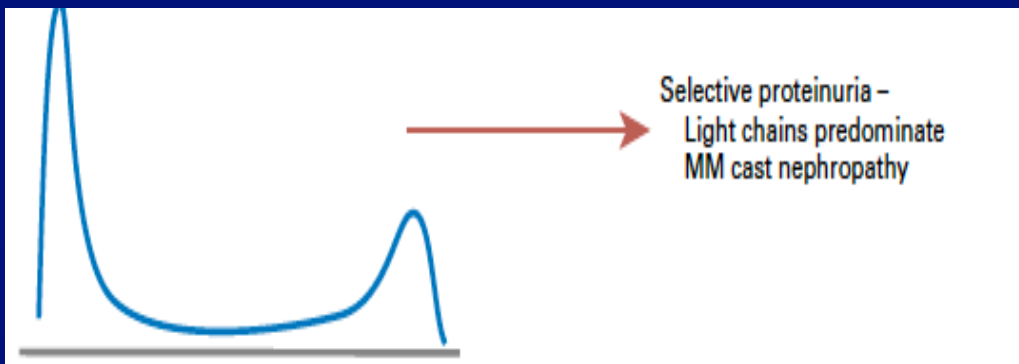 Selective proteinuria –
Light chains predominate
MM cast nephropathy